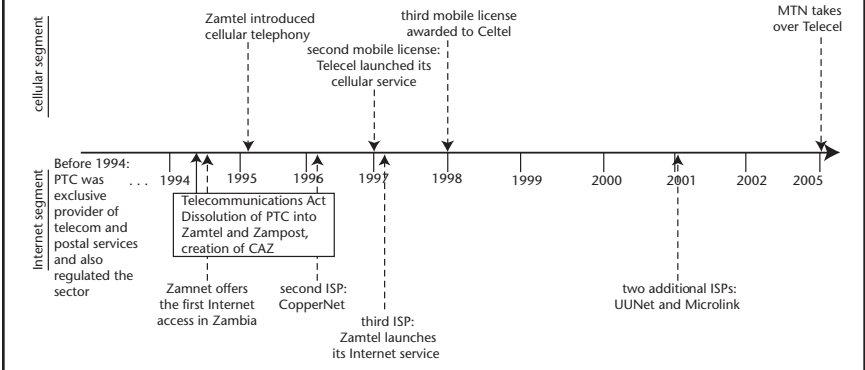 cellular segment
Zamtel introduced
cellular telephony
second mobile license:
Telecel launched its
cellular service
third mobile license
awarded to Celtel
MTN takes
over Telecel
Internet segment
Before 1994:
PTC was
exclusive
provider of
telecom and
postal services
and also
regulated the
sector
. . . 1994 1995 1996 1997 1998 1999 2000 2001 2002 2005
Telecommunications Act
Dissolution of PTC into
Zamtel and Zampost,
creation of CAZ
Zamnet offers
the first Internet
access in Zambia
second ISP:
CopperNet
third ISP:
Zamtel launches
its Internet service
two additional ISPs:
UUNet and Microlink